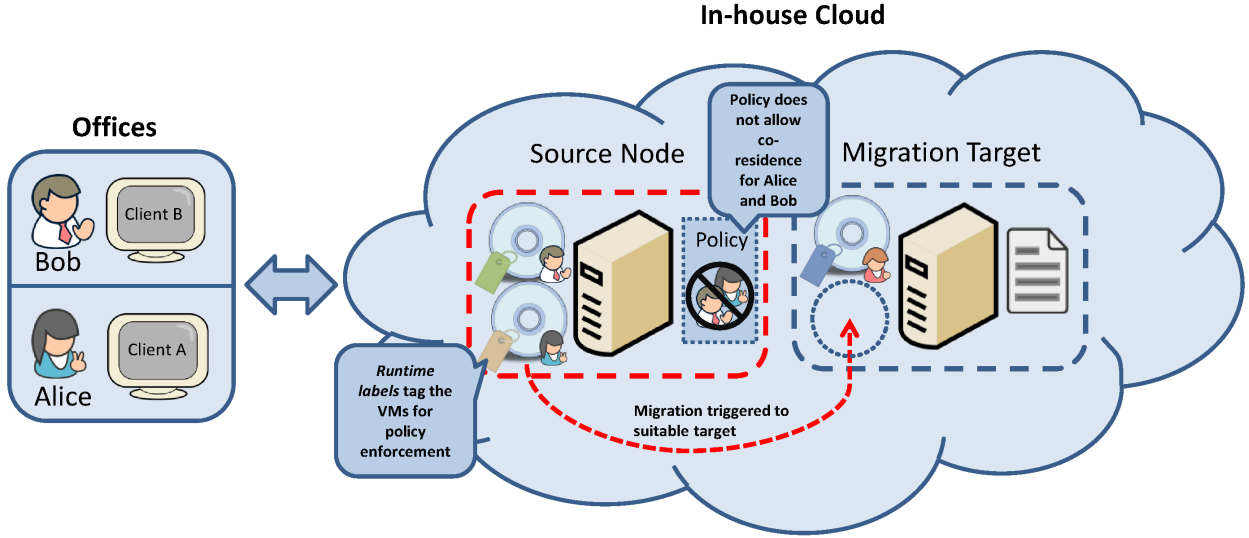 In-house Cloud
Offices
Client B
Bob
Client A
Alice
Source Node
Policy does
not allow
co-
residence
for Alice
and Bob
Migration Target
Policy
Runtime
labels tag the
VMs for
policy
enforcement
Migration triggered to
suitable target